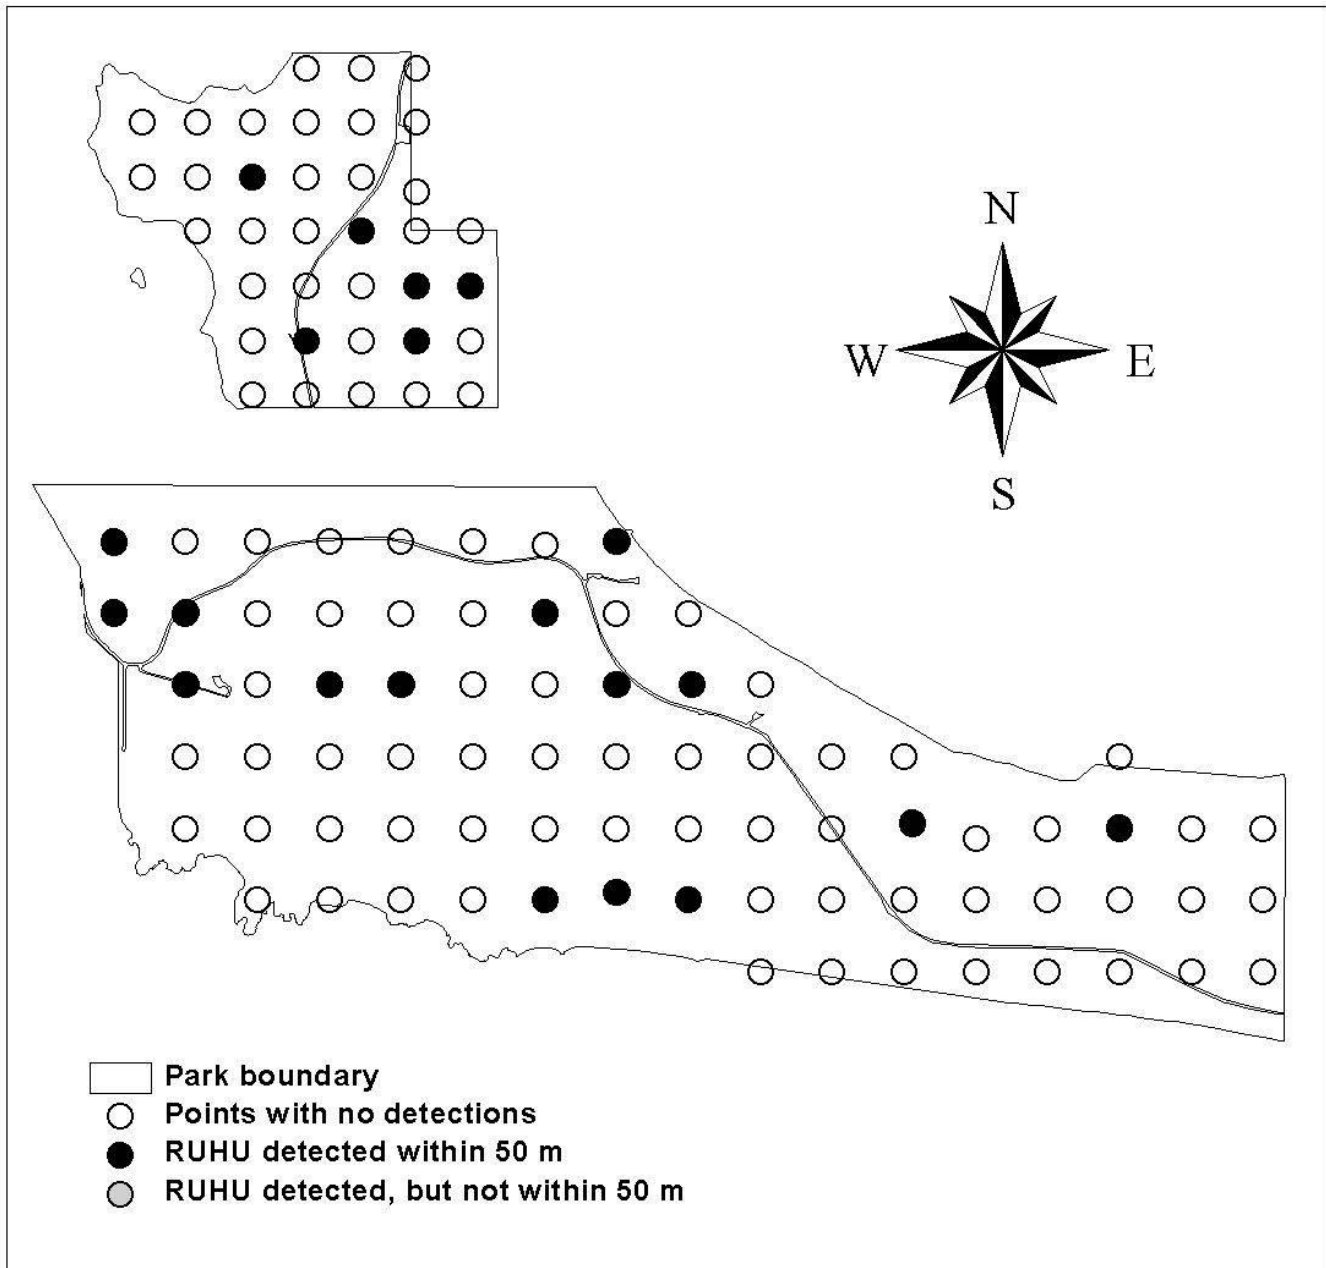 N
W E
S
Park boundary
Points with no detections
RUHU detected within 50 m
RUHU detected, but not within 50 m